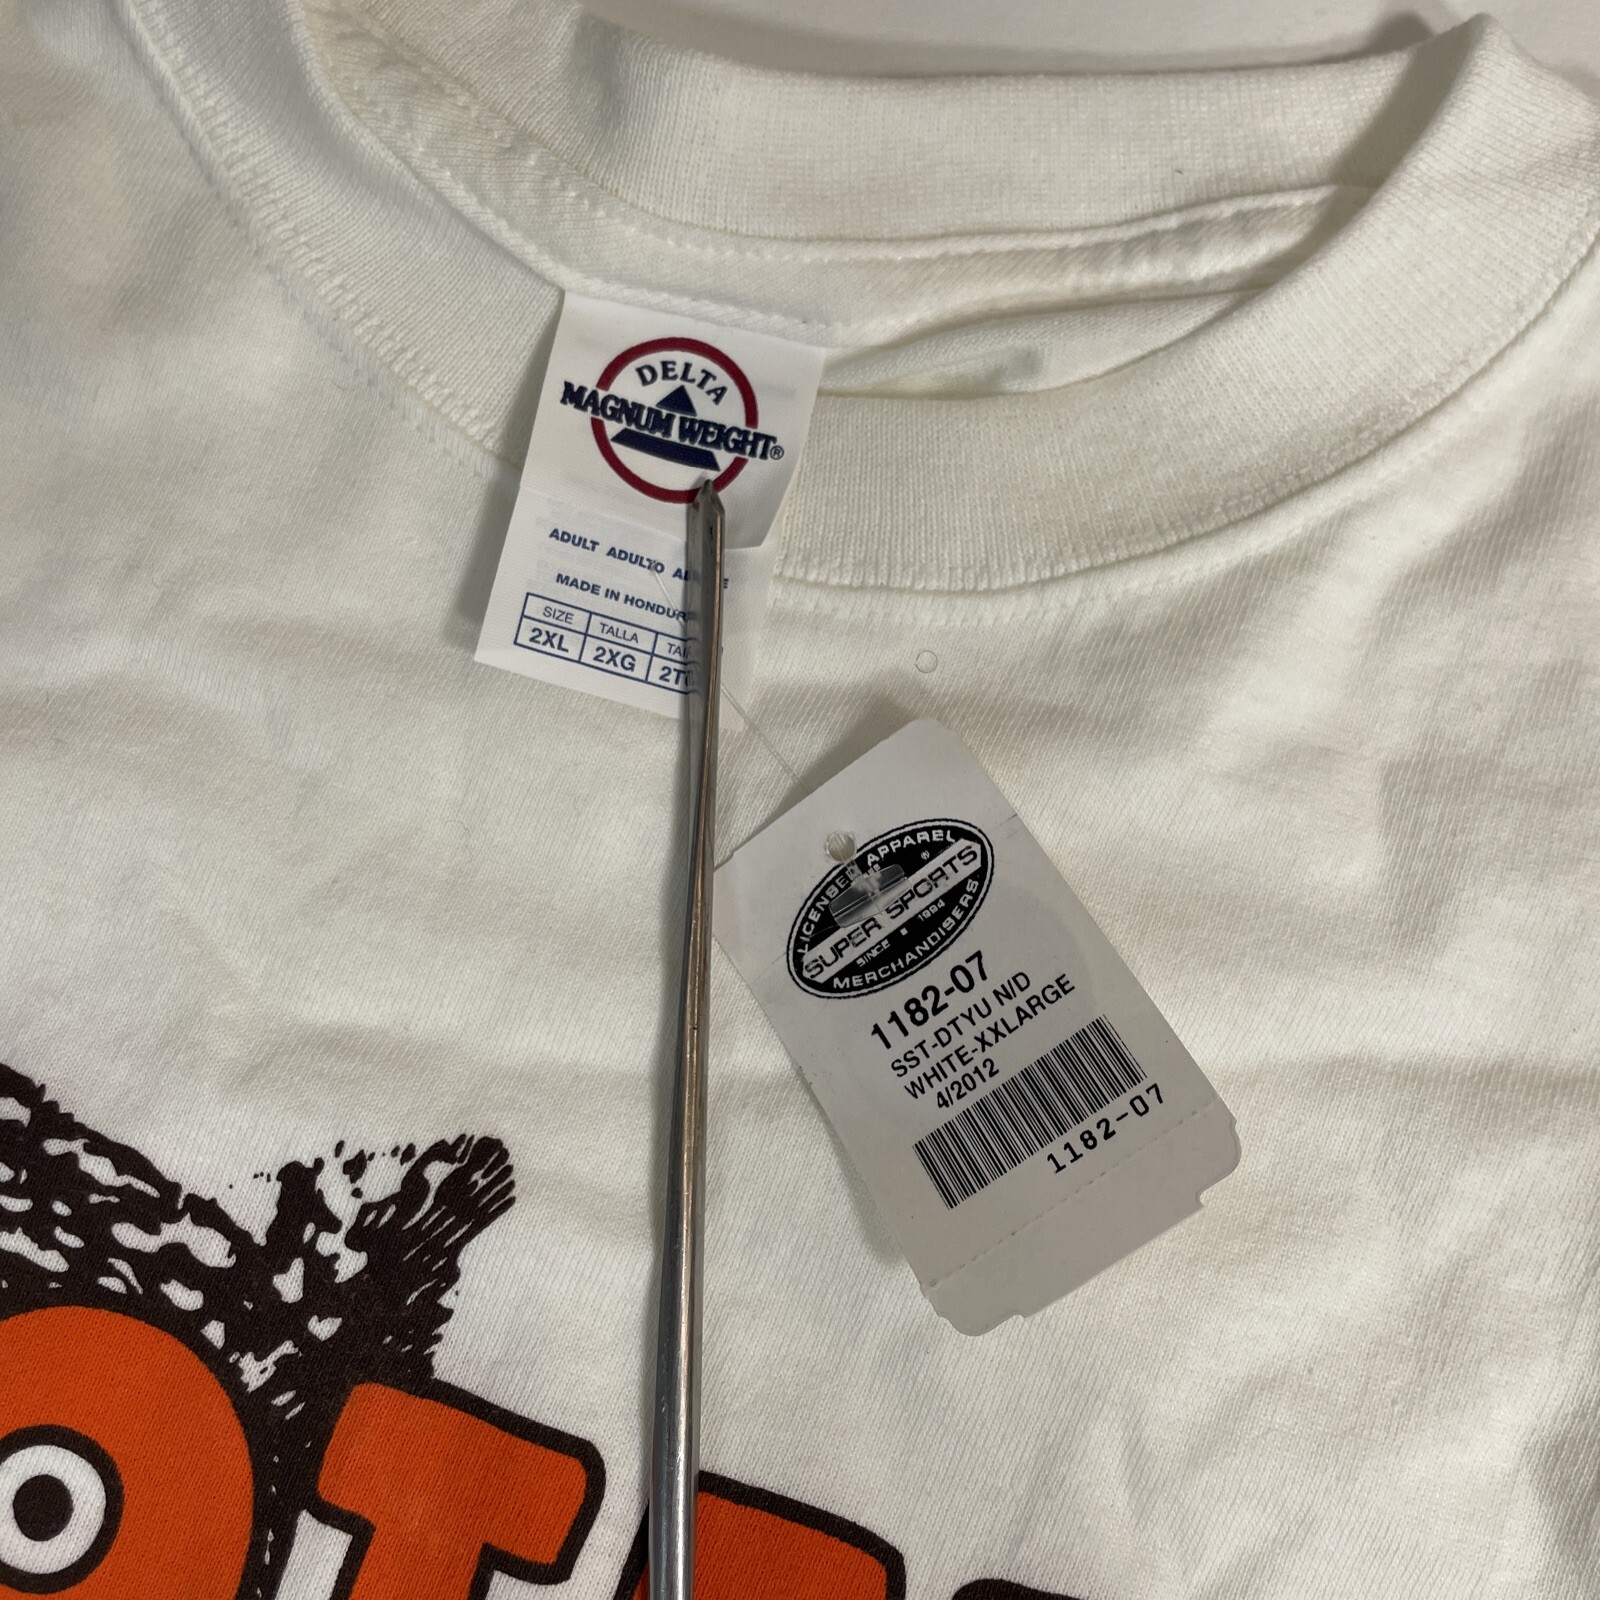 DELTA
MAGNUM WEIGHT®
ADULT ADULTO
MADE IN
SIZE TALLA
2XL 2XG
LICENSED APPAREL
SUPER SPORTS ®
SINCE 1994
MERCHANDISERS
1182-07
SST-DTYU N/D
WHITE-XXLARGE
4/2012
1182-07
OT